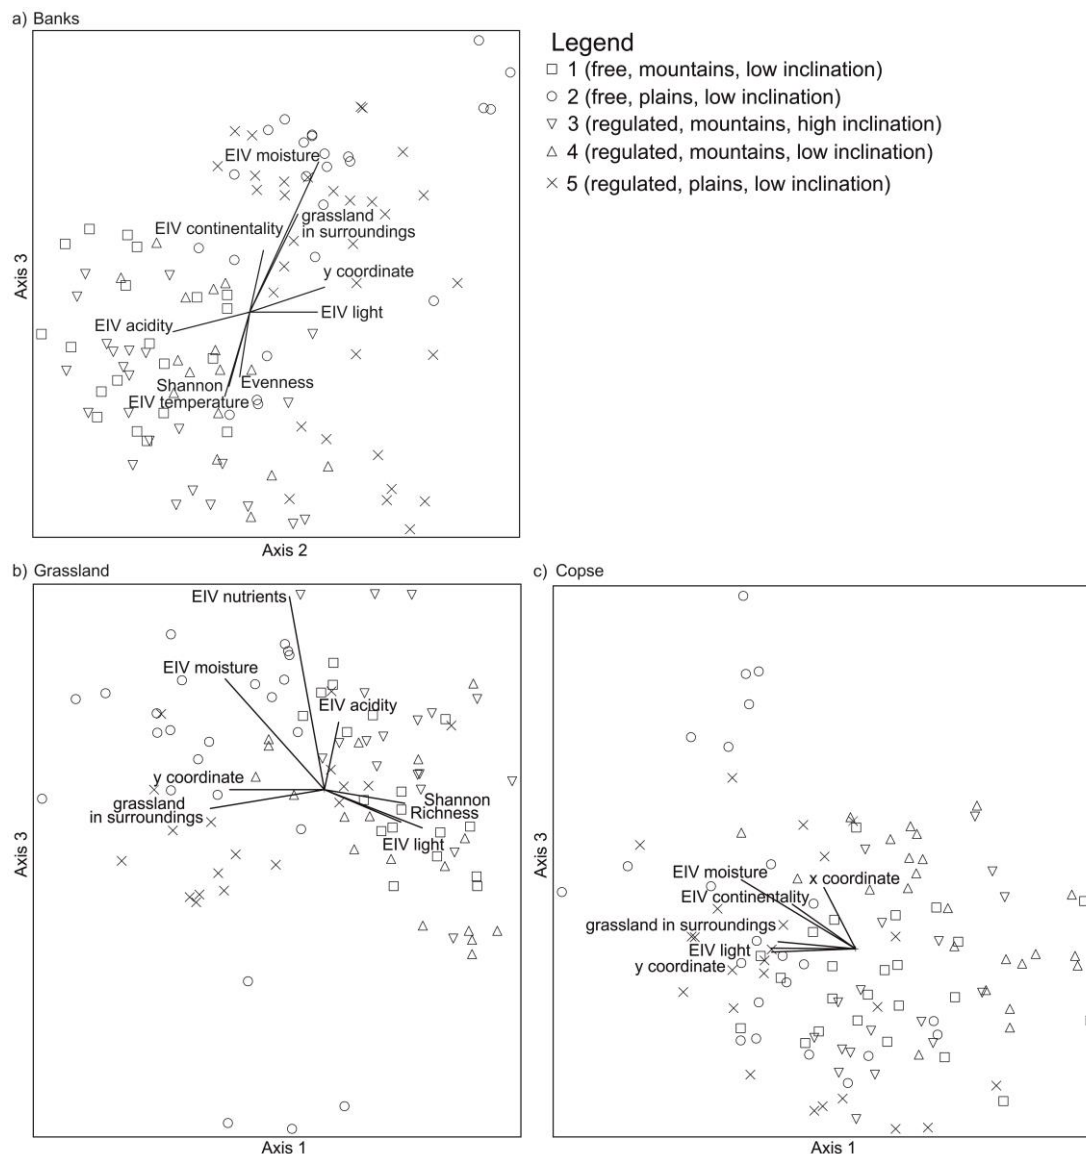 a) Banks
Legend
1 (free, mountains, low inclination)
2 (free, plains, low inclination)
3 (regulated, mountains, high inclination)
4 (regulated, mountains, low inclination)
5 (regulated, plains, low inclination)
EIV moisture
EIV continentality
grassland
in surroundings
y coordinate
EIV light
EIV acidity
Shannon
Evenness
EIV temperature
Axis 3
Axis 2
b) Grassland
EIV nutrients
EIV moisture
EIV acidity
y coordinate
grassland
in surroundings
Shannon
Richness
EIV light
Axis 3
Axis 1
c) Copse
EIV moisture
x coordinate
EIV continentality
grassland in surroundings
EIV light
y coordinate
Axis 3
Axis 1